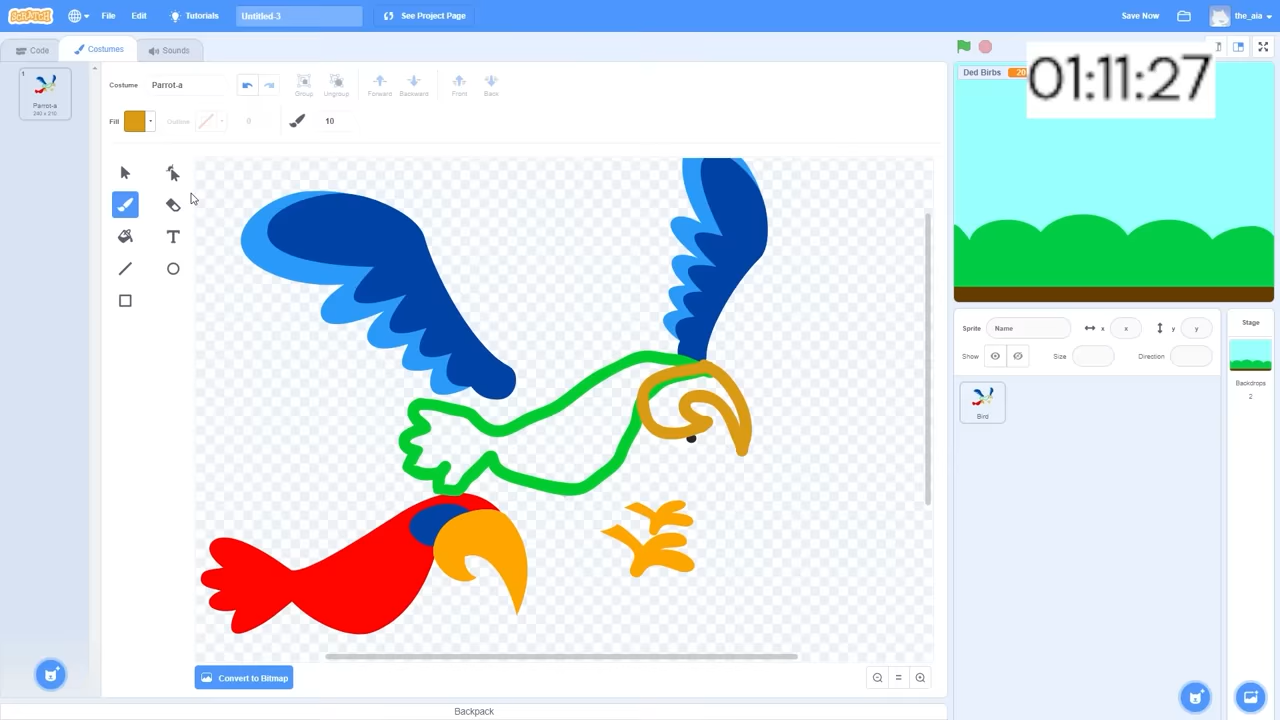 SCRATCH File Edit Tutorials Untitled-3 See Project Page Save Now the_aia
Code Costumes Sounds
Costume Parrot-a Group Ungroup Forward Backward Front Back
Fill Outline 0 10
1
Parrot-a
240 x 210
Convert to Bitmap
Backpack
Ded Birbs 20
01:11:27
Sprite Name x x y y
Show Size Direction
Bird
Stage
Backdrops
2